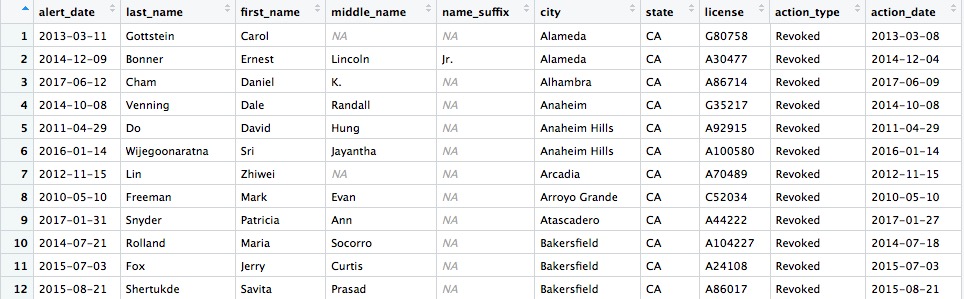 alert_date last_name first_name middle_name name_suffix city state license action_type action_date
1 2013-03-11 Gottstein Carol NA NA Alameda CA G80758 Revoked 2013-03-08
2 2014-12-09 Bonner Ernest Lincoln Jr. Alameda CA A30477 Revoked 2014-12-04
3 2017-06-12 Cham Daniel K. NA Alhambra CA A86714 Revoked 2017-06-09
4 2014-10-08 Venning Dale Randall NA Anaheim CA G35217 Revoked 2014-10-08
5 2011-04-29 Do David Hung NA Anaheim Hills CA A92915 Revoked 2011-04-29
6 2016-01-14 Wijegoonaratna Sri Jayantha NA Anaheim Hills CA A100580 Revoked 2016-01-14
7 2012-11-15 Lin Zhiwei NA NA Arcadia CA A70489 Revoked 2012-11-15
8 2010-05-10 Freeman Mark Evan NA Arroyo Grande CA C52034 Revoked 2010-05-10
9 2017-01-31 Snyder Patricia Ann NA Atascadero CA A44222 Revoked 2017-01-27
10 2014-07-21 Rolland Maria Socorro NA Bakersfield CA A104227 Revoked 2014-07-18
11 2015-07-03 Fox Jerry Curtis NA Bakersfield CA A24108 Revoked 2015-07-03
12 2015-08-21 Shertukde Savita Prasad NA Bakersfield CA A86017 Revoked 2015-08-21